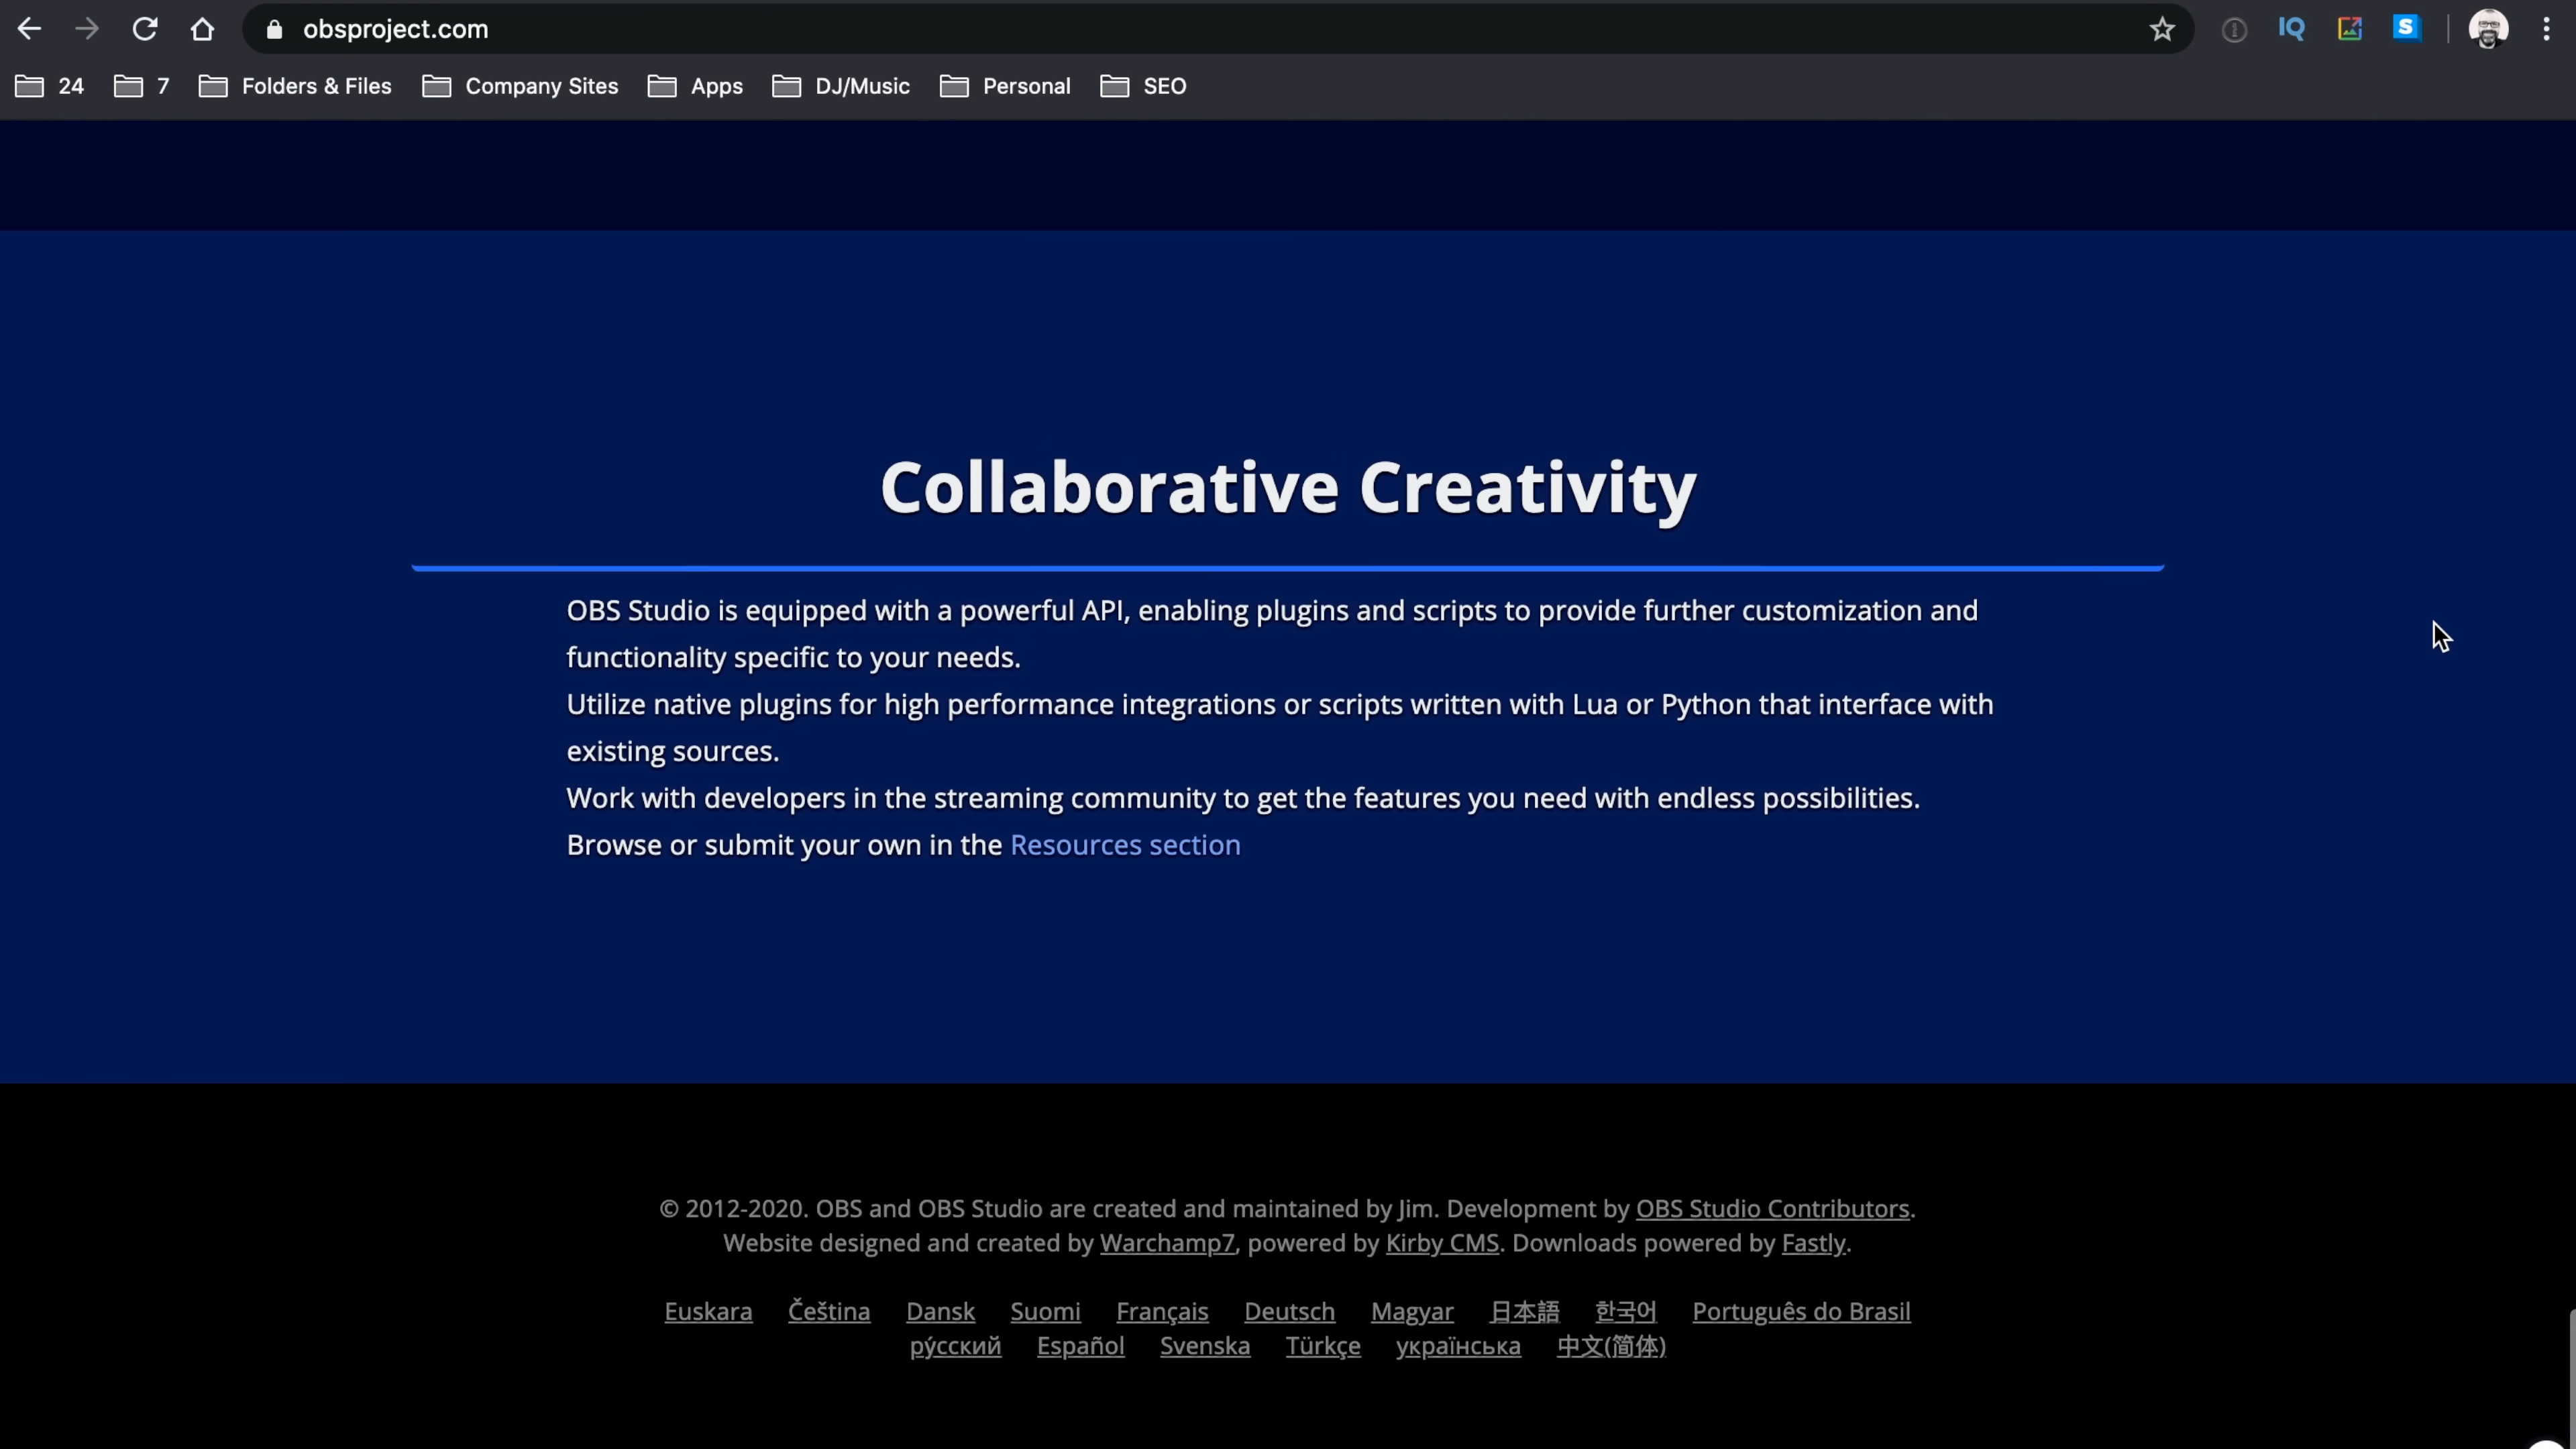 obsproject.com
IQ
S
24 7 Folders & Files Company Sites Apps DJ/Music Personal SEO
Collaborative Creativity
OBS Studio is equipped with a powerful API, enabling plugins and scripts to provide further customization and
functionality specific to your needs.
Utilize native plugins for high performance integrations or scripts written with Lua or Python that interface with
existing sources.
Work with developers in the streaming community to get the features you need with endless possibilities.
Browse or submit your own in the Resources section
© 2012-2020. OBS and OBS Studio are created and maintained by Jim. Development by OBS Studio Contributors.
Website designed and created by Warchamp7, powered by Kirby CMS. Downloads powered by Fastly.
Euskara Čeština Dansk Suomi Français Deutsch Magyar 日本語 한국어 Português do Brasil
ру́сский Español Svenska Türkçe українська 中文(简体)